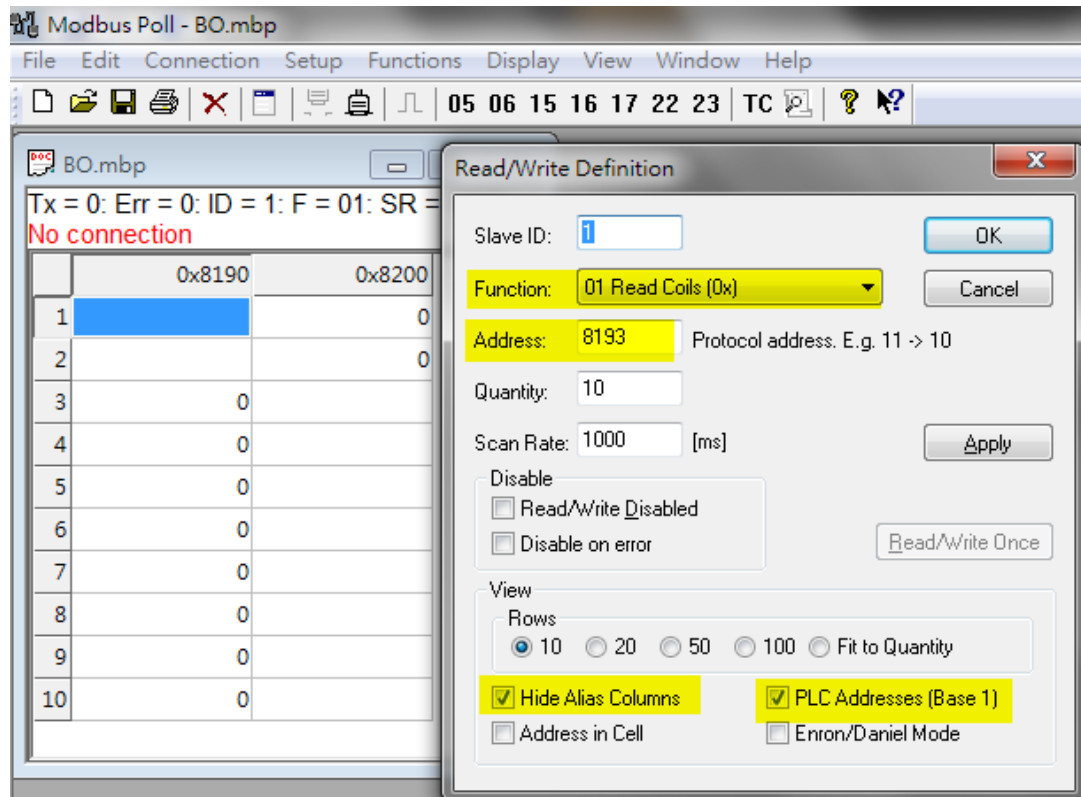 Modbus Poll - BO.mbp
File Edit Connection Setup Functions Display View Window Help
05 06 15 16 17 22 23 TC
BO.mbp
Tx = 0: Err = 0: ID = 1: F = 01: SR =
No connection
0x8190 0x8200
1 0
2 0
3 0
4 0
5 0
6 0
7 0
8 0
9 0
10 0
Read/Write Definition
Slave ID: 1 OK
Function: 01 Read Coils (0x) Cancel
Address: 8193 Protocol address. E.g. 11 -> 10
Quantity: 10
Scan Rate: 1000 [ms] Apply
Disable
Read/Write Disabled
Disable on error Read/Write Once
View
Rows
10 20 50 100 Fit to Quantity
Hide Alias Columns PLC Addresses (Base 1)
Address in Cell Enron/Daniel Mode